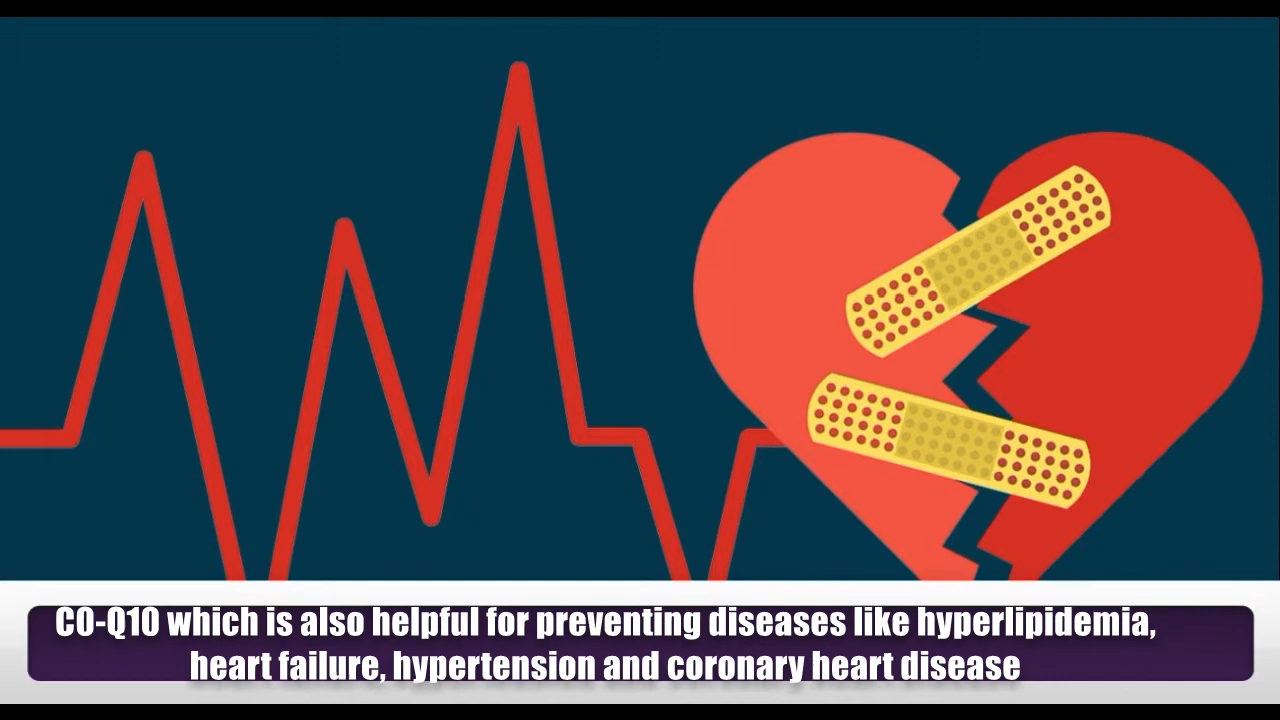 CO-Q10 which is also helpful for preventing diseases like hyperlipidemia,
heart failure, hypertension and coronary heart disease